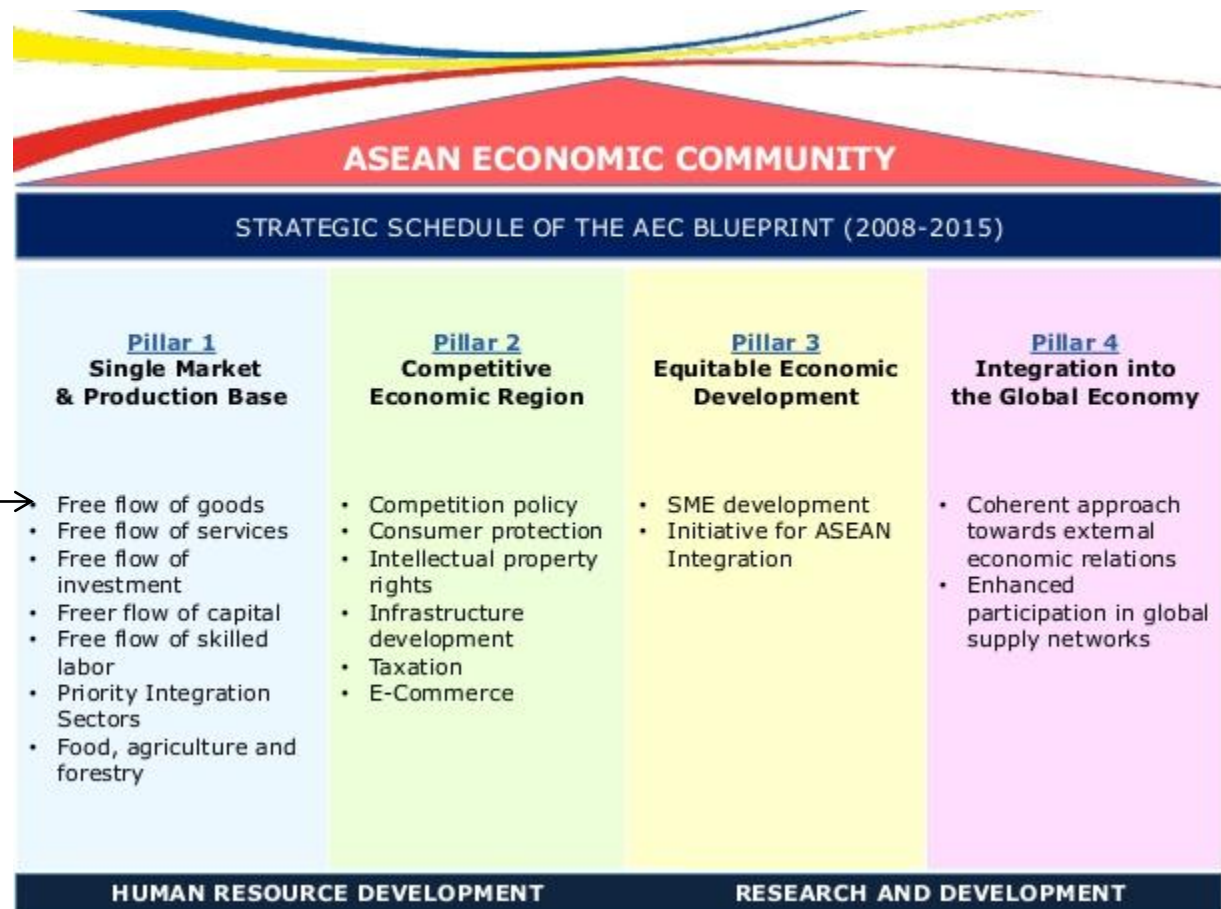 ASEAN ECONOMIC COMMUNITY
STRATEGIC SCHEDULE OF THE AEC BLUEPRINT (2008-2015)
Pillar 1
Single Market
& Production Base
• Free flow of goods
• Free flow of services
• Free flow of
investment
• Freer flow of capital
• Free flow of skilled
labor
• Priority Integration
Sectors
• Food, agriculture and
forestry
Pillar 2
Competitive
Economic Region
• Competition policy
• Consumer protection
• Intellectual property
rights
• Infrastructure
development
• Taxation
• E-Commerce
Pillar 3
Equitable Economic
Development
• SME development
• Initiative for ASEAN
Integration
Pillar 4
Integration into
the Global Economy
• Coherent approach
towards external
economic relations
• Enhanced
participation in global
supply networks
HUMAN RESOURCE DEVELOPMENT
RESEARCH AND DEVELOPMENT